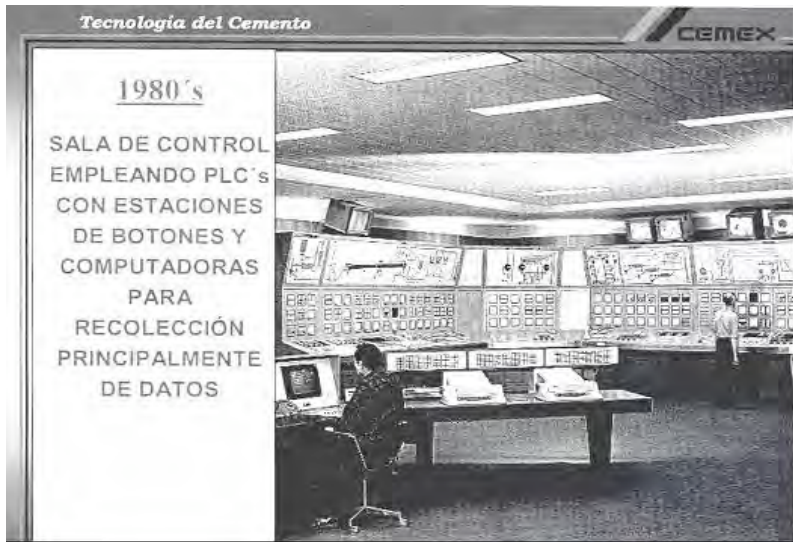 Tecnología del Cemento
CEMEX
1980´s
SALA DE CONTROL
EMPLEANDO PLC´s
CON ESTACIONES
DE BOTONES Y
COMPUTADORAS
PARA
RECOLECCIÓN
PRINCIPALMENTE
DE DATOS